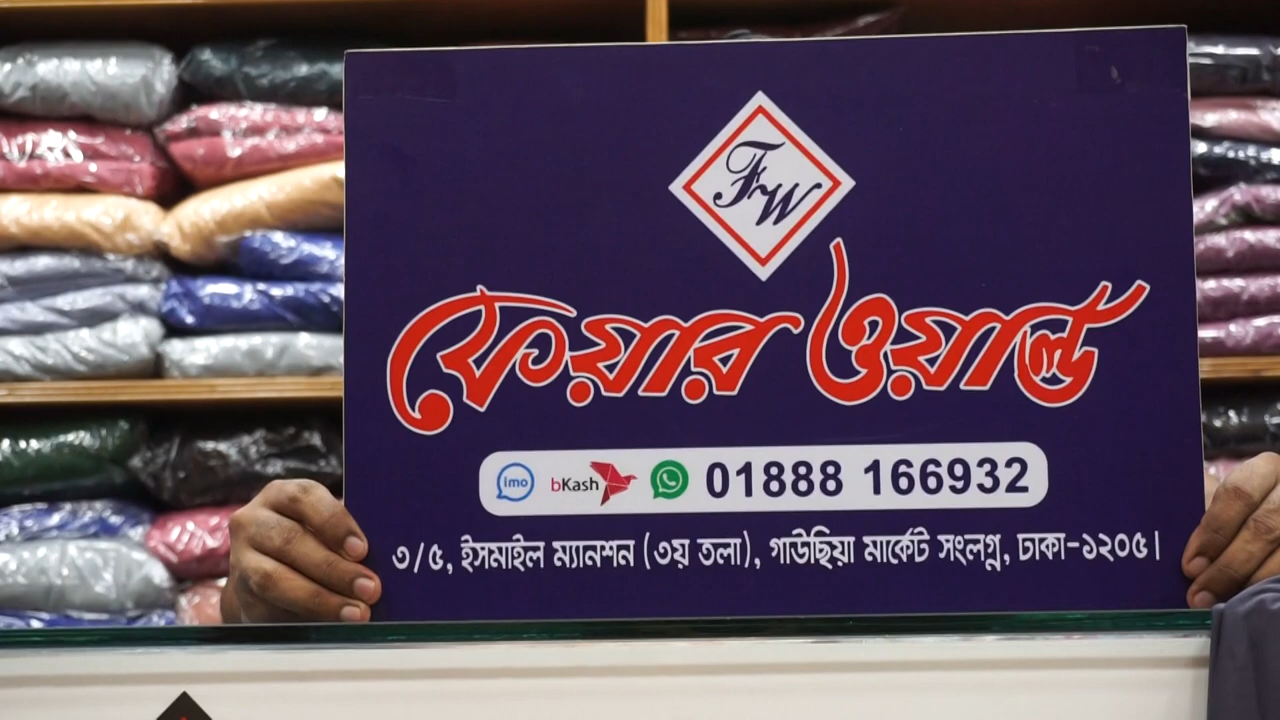 FW
ফেয়ার ওয়ার্ল্ড
imo bKash 01888 166932
৩/৫, ইসমাইল ম্যানশন (৩য় তলা), গাউছিয়া মার্কেট সংলগ্ন, ঢাকা-১২০৫।